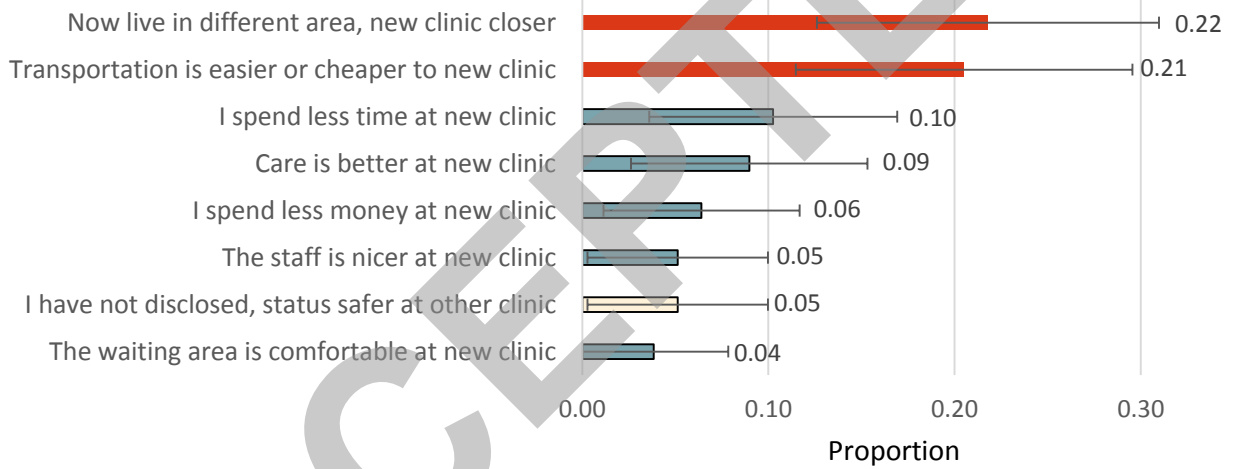 Now live in different area, new clinic closer 0.22
Transportation is easier or cheaper to new clinic 0.21
I spend less time at new clinic 0.10
Care is better at new clinic 0.09
I spend less money at new clinic 0.06
The staff is nicer at new clinic 0.05
I have not disclosed, status safer at other clinic 0.05
The waiting area is comfortable at new clinic 0.04
0.00 0.10 0.20 0.30
Proportion
CEPTE